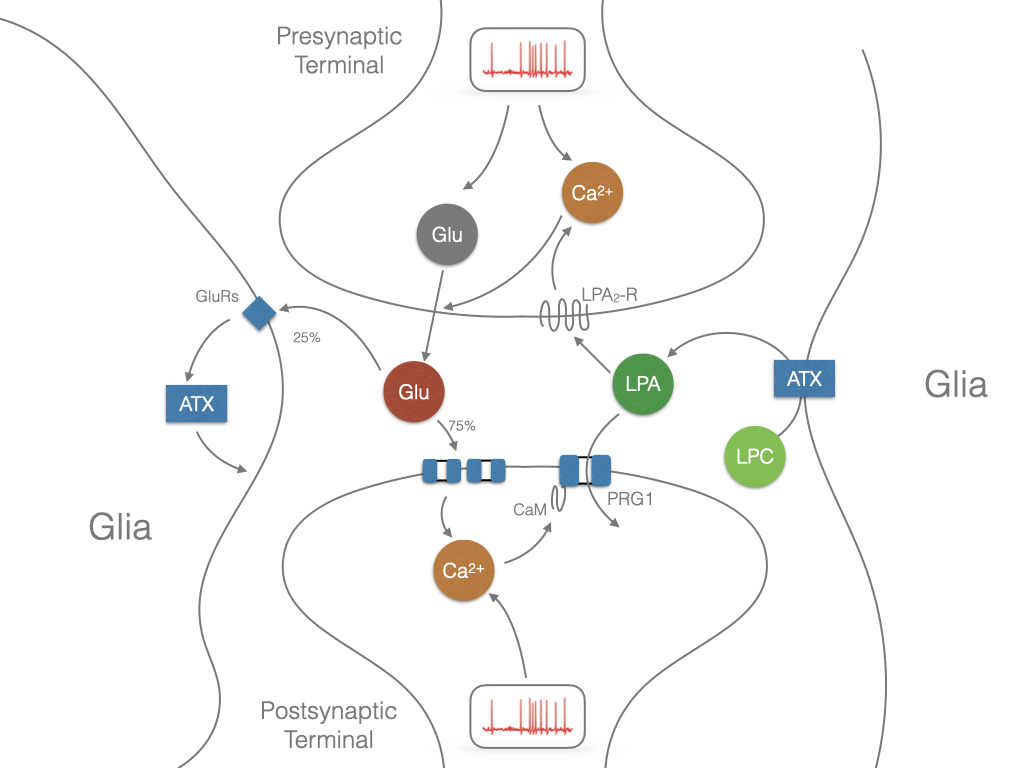 Presynaptic
Terminal
Ca²⁺
Glu
GluRs
LPA₂-R
25%
ATX
Glu
LPA
ATX
Glia
75%
LPC
CaM
PRG1
Glia
Ca²⁺
Postsynaptic
Terminal